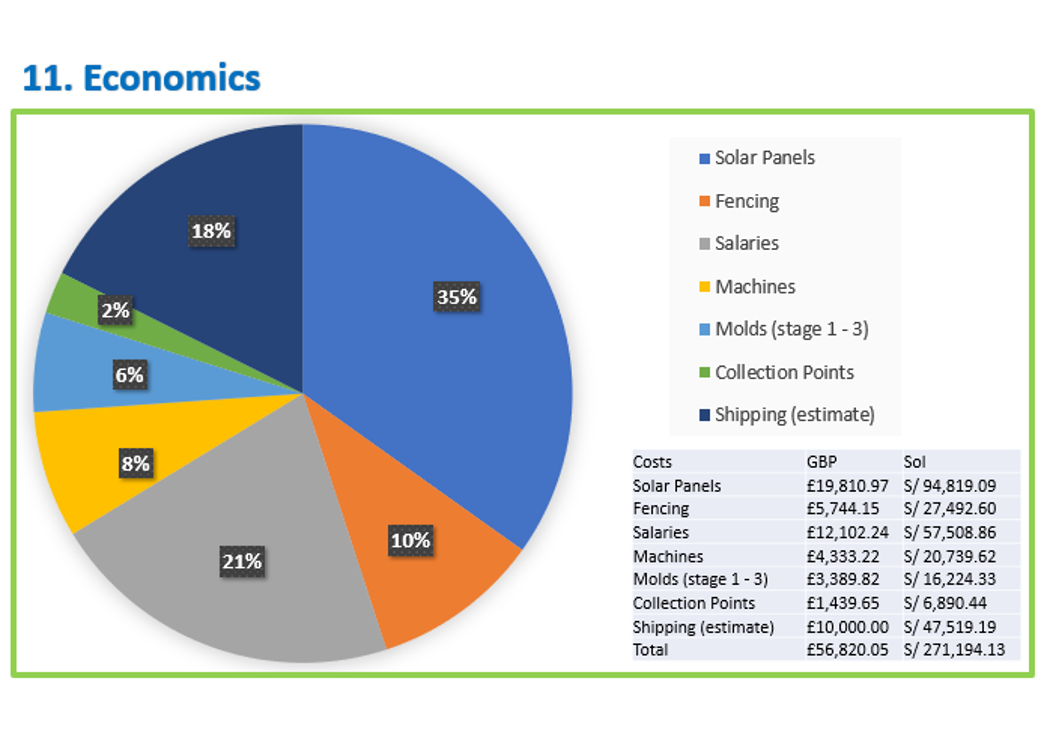 11. Economics
18%
35%
2%
6%
8%
10%
21%
Solar Panels
Fencing
Salaries
Machines
Molds (stage 1 - 3)
Collection Points
Shipping (estimate)
Costs GBP Sol
Solar Panels £19,810.97 S/ 94,819.09
Fencing £5,744.15 S/ 27,492.60
Salaries £12,102.24 S/ 57,508.86
Machines £4,333.22 S/ 20,739.62
Molds (stage 1 - 3) £3,389.82 S/ 16,224.33
Collection Points £1,439.65 S/ 6,890.44
Shipping (estimate) £10,000.00 S/ 47,519.19
Total £56,820.05 S/ 271,194.13